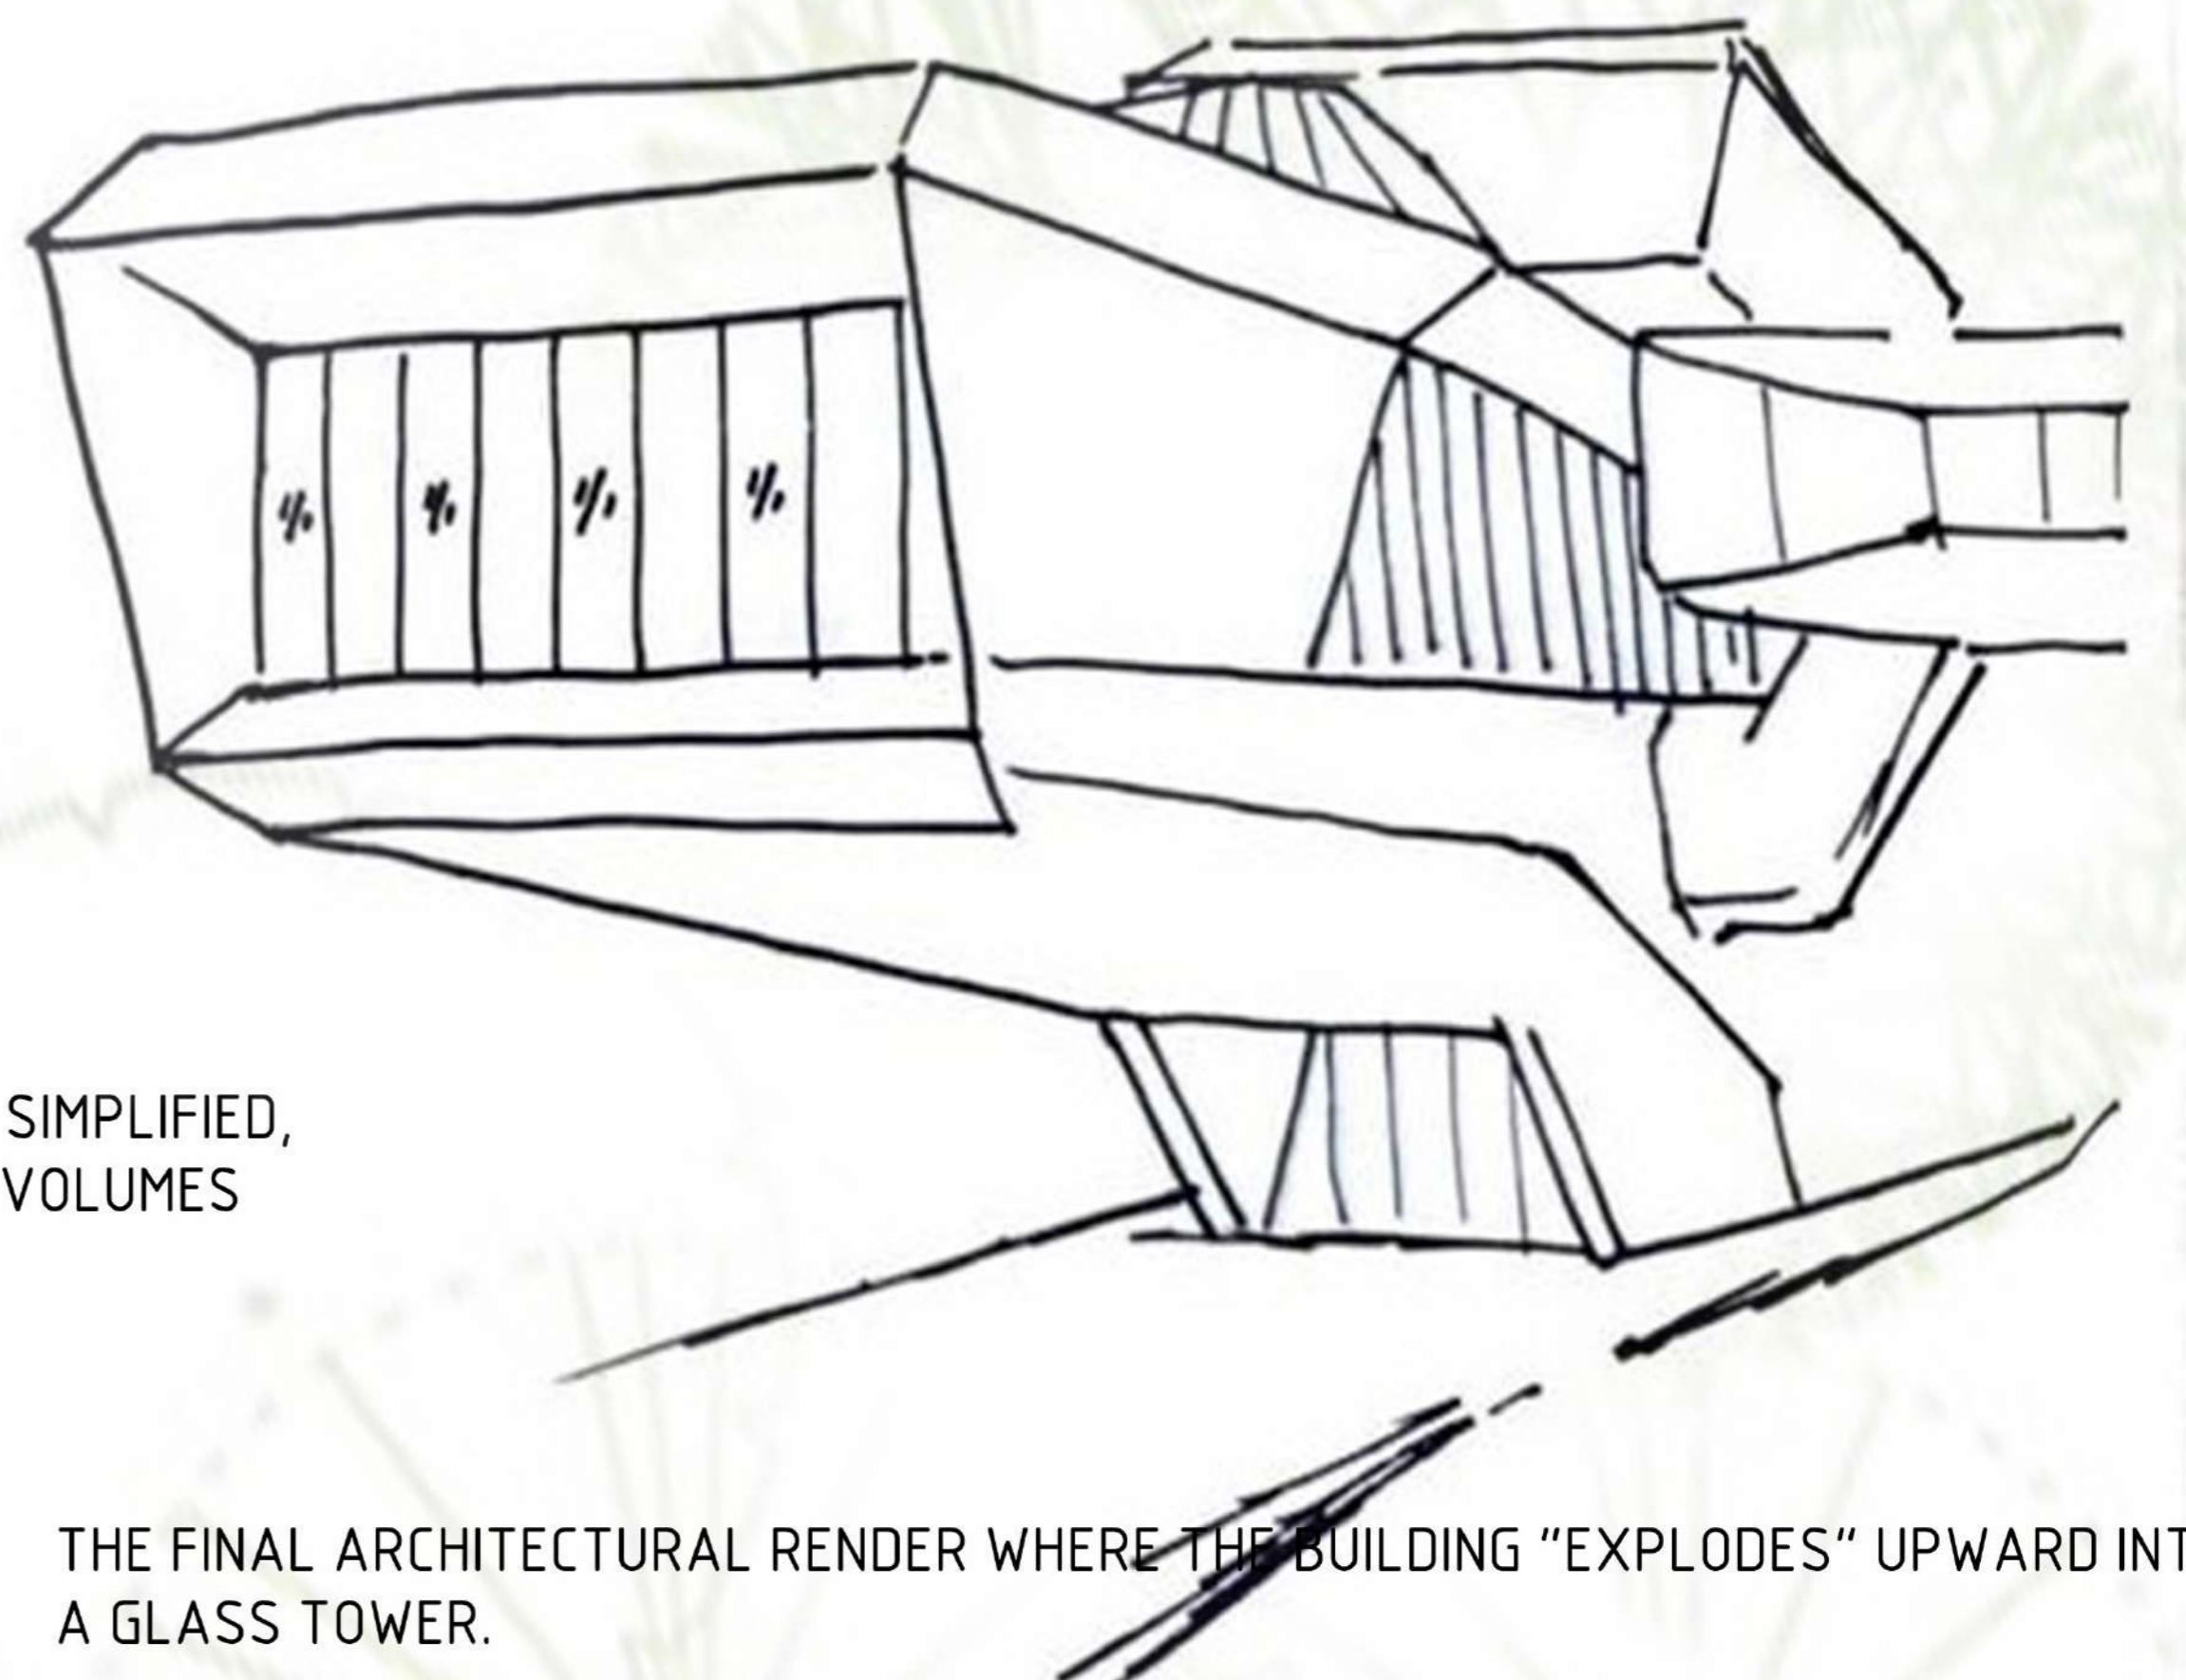 SIMPLIFIED,
VOLUMES
THE FINAL ARCHITECTURAL RENDER WHERE THE BUILDING "EXPLODES" UPWARD INT
A GLASS TOWER.